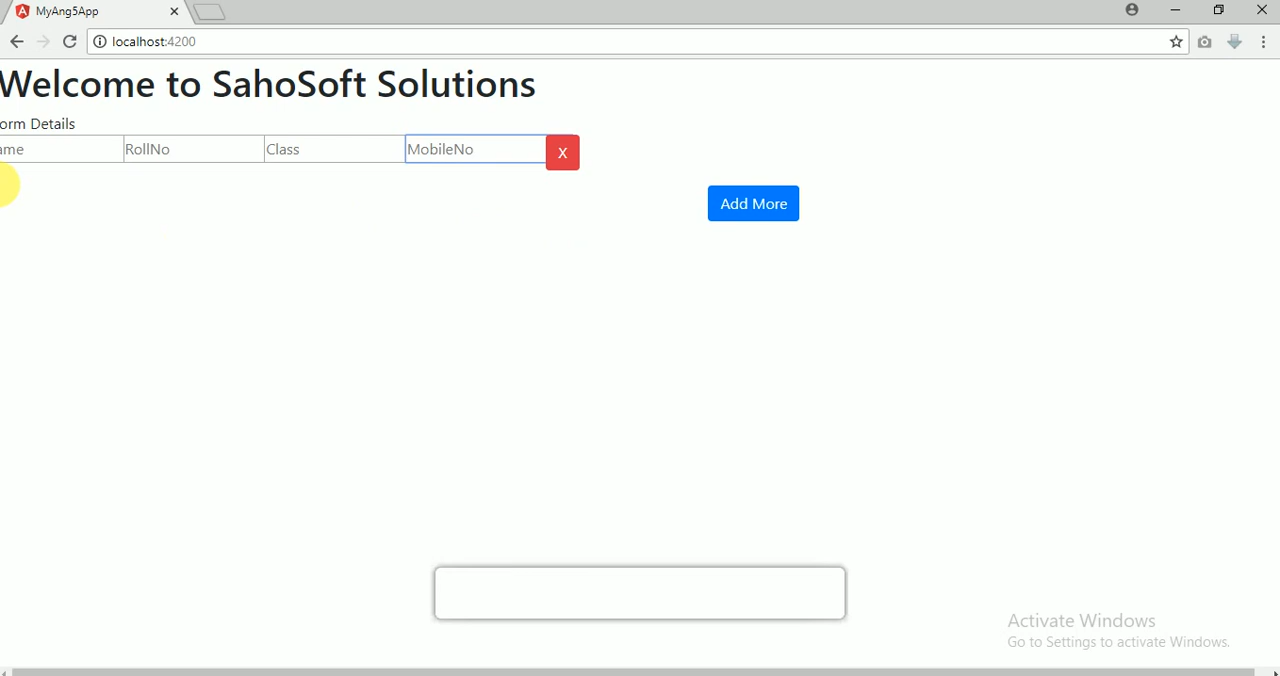 MyAng5App
localhost:4200
Welcome to SahoSoft Solutions
orm Details
ame RollNo Class MobileNo X
Add More
Activate Windows
Go to Settings to activate Windows.